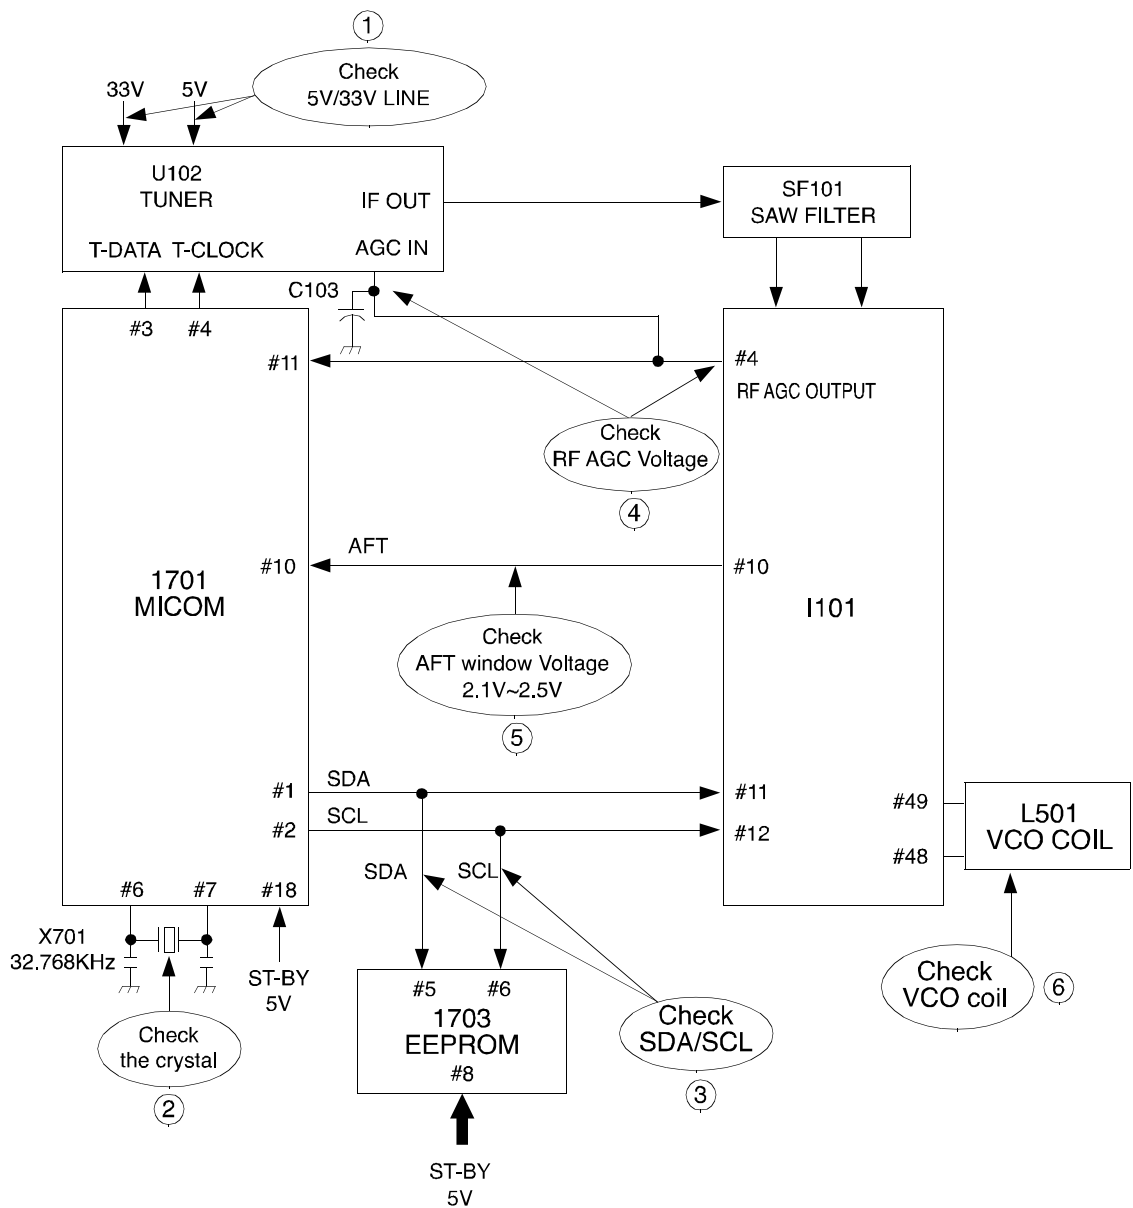 1
Check
5V/33V LINE
33V
5V
U102
TUNER
IF OUT
SF101
SAW FILTER
T-DATA
T-CLOCK
AGC IN
C103
#3
#4
#11
#4
RF AGC OUTPUT
Check
RF AGC Voltage
4
AFT
#10
#10
1701
MICOM
I101
Check
AFT window Voltage
2.1V~2.5V
5
#1
SDA
#11
#2
SCL
#12
#49
#48
L501
VCO COIL
SDA
SCL
#6
#7
#18
X701
32.768KHz
ST-BY
5V
#5
#6
1703
EEPROM
#8
Check
SDA/SCL
3
Check
VCO coil
6
Check
the crystal
2
ST-BY
5V